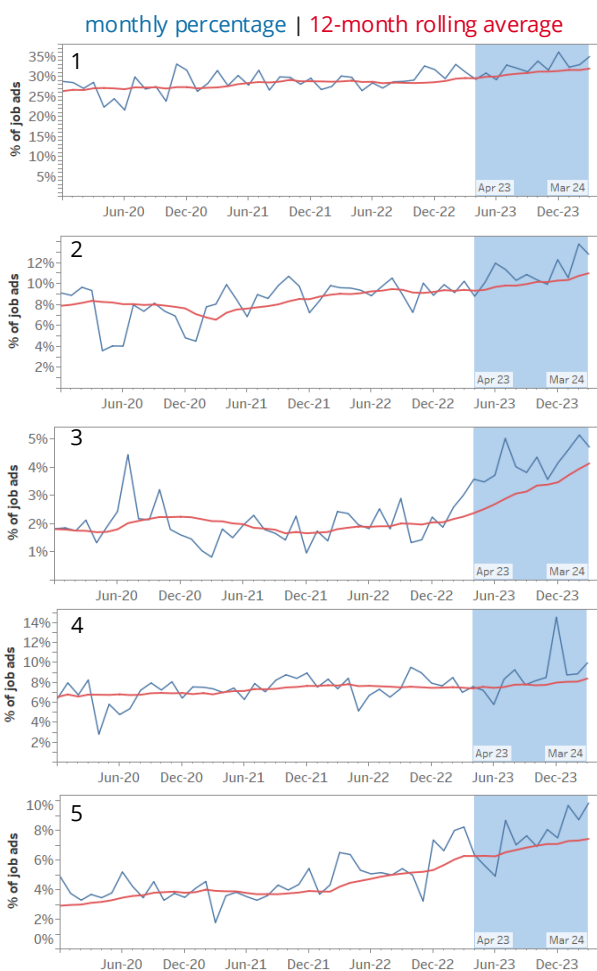 monthly percentage | 12-month rolling average
1
35%
30%
25%
20%
15%
10%
5%
% of job ads
Apr 23
Mar 24
Jun-20
Dec-20
Jun-21
Dec-21
Jun-22
Dec-22
Jun-23
Dec-23
2
12%
10%
8%
6%
4%
2%
% of job ads
Apr 23
Mar 24
Jun-20
Dec-20
Jun-21
Dec-21
Jun-22
Dec-22
Jun-23
Dec-23
3
5%
4%
3%
2%
1%
% of job ads
Apr 23
Mar 24
Jun-20
Dec-20
Jun-21
Dec-21
Jun-22
Dec-22
Jun-23
Dec-23
4
14%
12%
10%
8%
6%
4%
2%
% of job ads
Apr 23
Mar 24
Jun-20
Dec-20
Jun-21
Dec-21
Jun-22
Dec-22
Jun-23
Dec-23
5
10%
8%
6%
4%
2%
0%
% of job ads
Apr 23
Mar 24
Jun-20
Dec-20
Jun-21
Dec-21
Jun-22
Dec-22
Jun-23
Dec-23